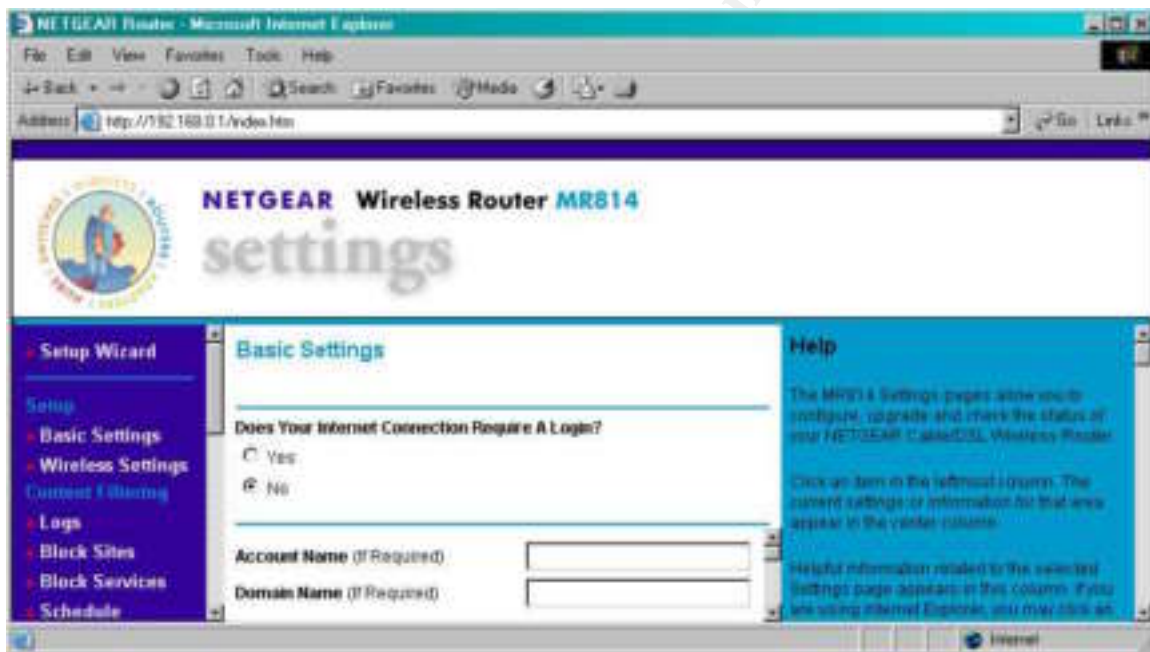 NETGEAR Router - Microsoft Internet Explorer
File Edit View Favorites Tools Help
Back Search Favorites Media
Address http://192.168.0.1/index.htm Go Links »
NETGEAR Wireless Router MR814
settings
Setup Wizard
Setup
Basic Settings
Wireless Settings
Content Filtering
Logs
Block Sites
Block Services
Schedule
Basic Settings
Does Your Internet Connection Require A Login?
Yes
No
Account Name (If Required)
Domain Name (If Required)
Help
The MR814 Settings pages allow you to
configure, upgrade and check the status of
your NETGEAR Cable/DSL Wireless Router.
Click an item in the leftmost column. The
current settings or information for that area
appear in the center column.
Helpful information related to the selected
Settings page appears in this column. If you
are using Internet Explorer, you may click an
Internet